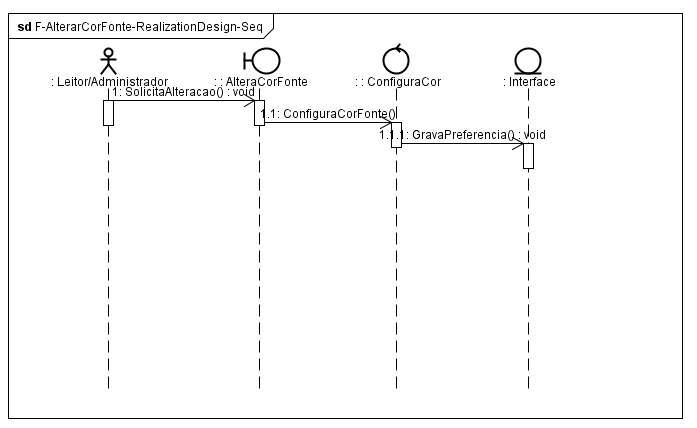 sd F-AlterarCorFonte-RealizationDesign-Seq
: Leitor/Administrador
: : AlteraCorFonte
: : ConfiguraCor
: Interface
1: SolicitaAlteracao() : void
1.1: ConfiguraCorFonte()
1.1.1: GravaPreferencia() : void